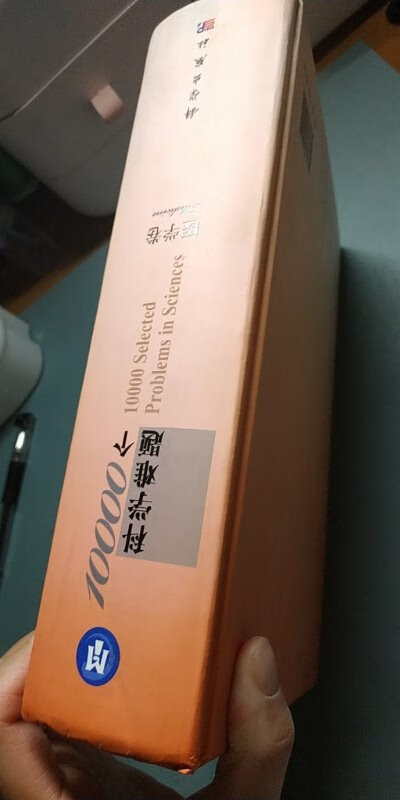 10000个
科学难题
10000 Selected
Problems in Sciences
医学卷
Medicine
科学出版社